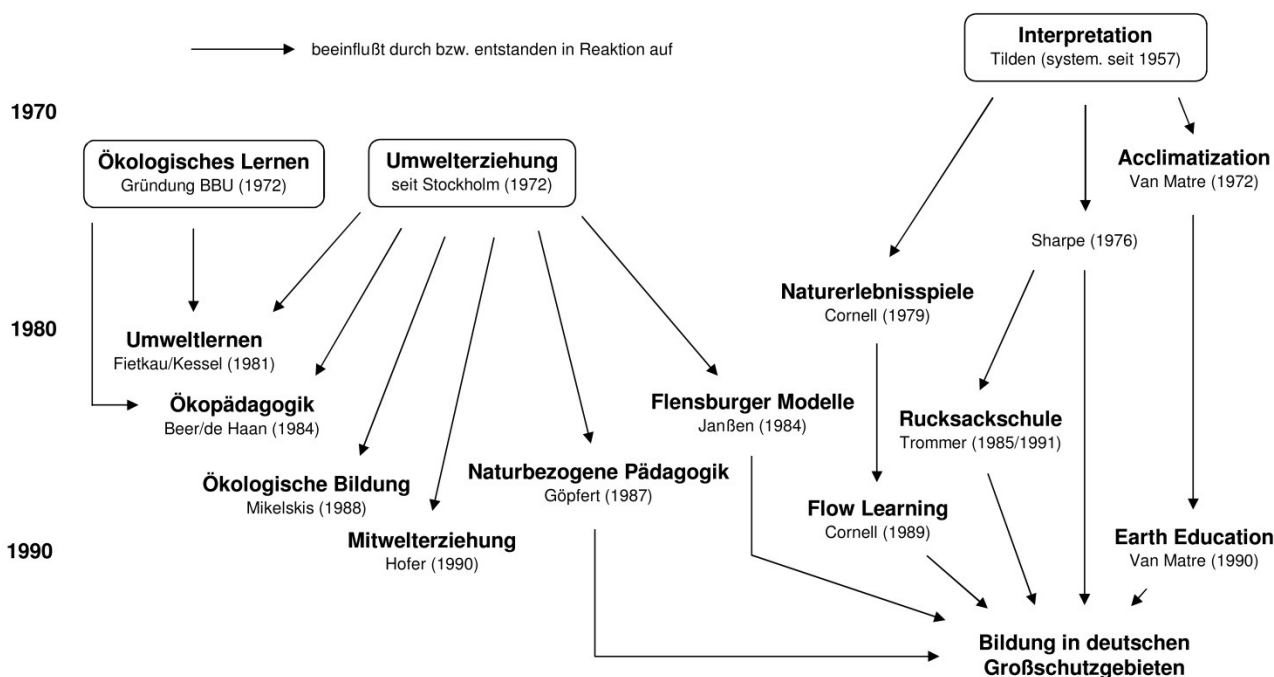 beeinflußt durch bzw. entstanden in Reaktion auf
Interpretation
Tilden (system. seit 1957)
1970
Ökologisches Lernen
Gründung BBU (1972)
Umwelterziehung
seit Stockholm (1972)
Acclimatization
Van Matre (1972)
Sharpe (1976)
Naturerlebnisspiele
Cornell (1979)
1980
Umweltlernen
Fietkau/Kessel (1981)
Ökopädagogik
Beer/de Haan (1984)
Flensburger Modelle
Janßen (1984)
Rucksackschule
Trommer (1985/1991)
Ökologische Bildung
Mikelskis (1988)
Naturbezogene Pädagogik
Göpfert (1987)
Flow Learning
Cornell (1989)
1990
Mitwelterziehung
Hofer (1990)
Earth Education
Van Matre (1990)
Bildung in deutschen
Großschutzgebieten